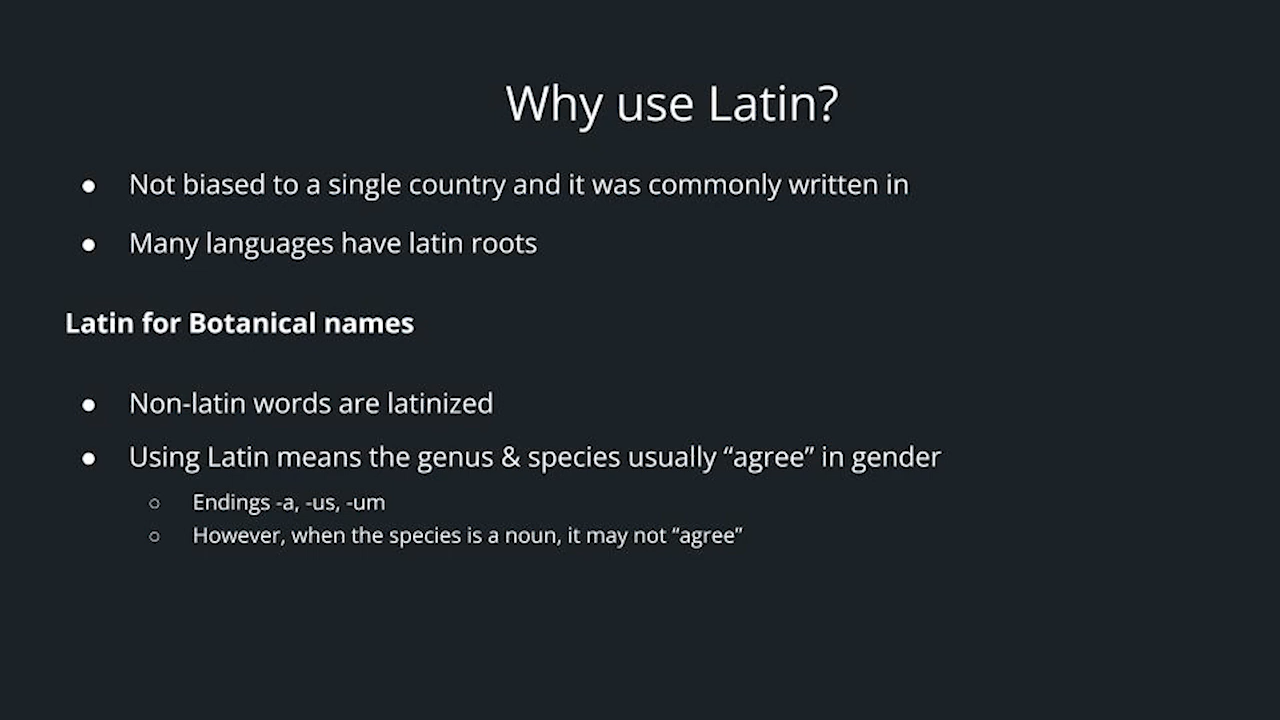 Why use Latin?
● Not biased to a single country and it was commonly written in
● Many languages have latin roots
Latin for Botanical names
● Non-latin words are latinized
● Using Latin means the genus & species usually “agree” in gender
○ Endings -a, -us, -um
○ However, when the species is a noun, it may not “agree”